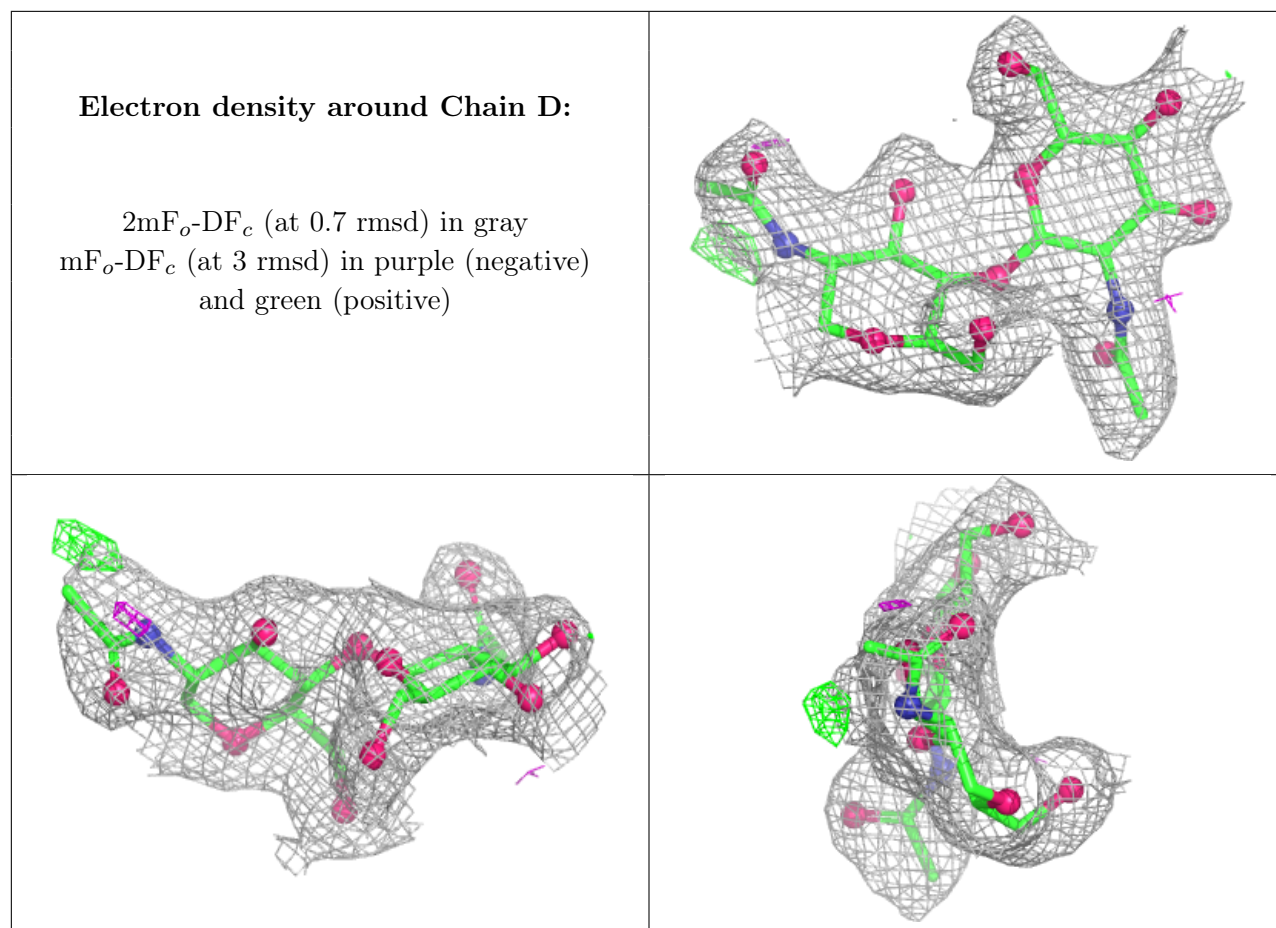 Electron density around Chain D:
2mFo-DFc (at 0.7 rmsd) in gray
mFo-DFc (at 3 rmsd) in purple (negative)
and green (positive)